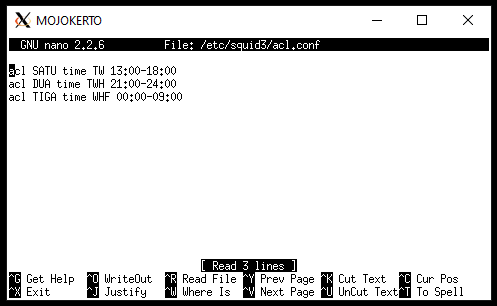 MOJOKERTO
GNU nano 2.2.6 File: /etc/squid3/acl.conf
acl SATU time TW 13:00-18:00
acl DUA time TWH 21:00-24:00
acl TIGA time WHF 00:00-09:00
[ Read 3 lines ]
^G Get Help ^O WriteOut ^R Read File ^Y Prev Page ^K Cut Text ^C Cur Pos
^X Exit ^J Justify ^W Where Is ^V Next Page ^U UnCut Text ^T To Spell